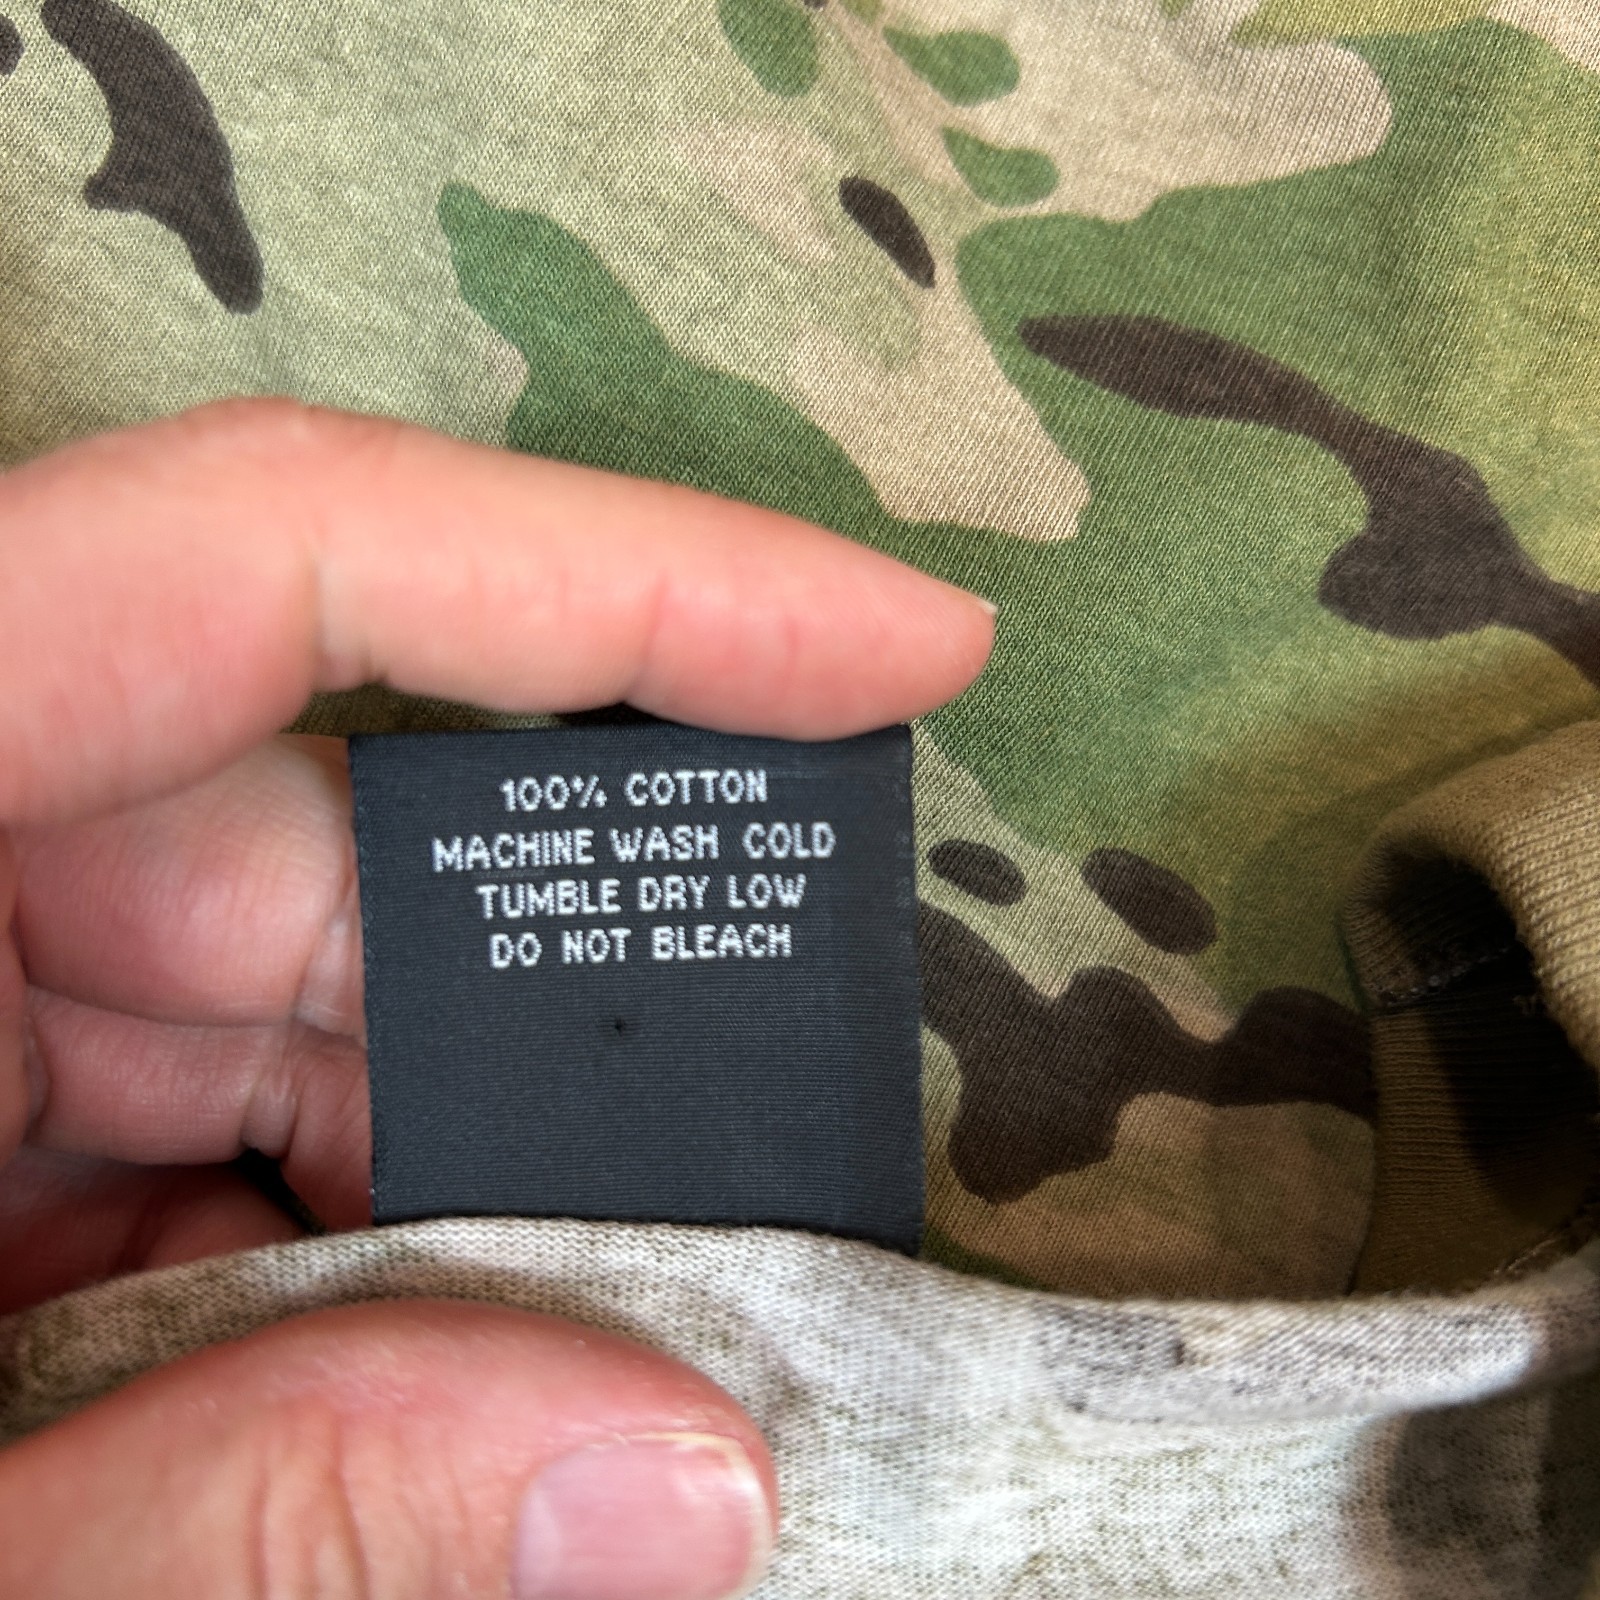 100% COTTON
MACHINE WASH COLD
TUMBLE DRY LOW
DO NOT BLEACH